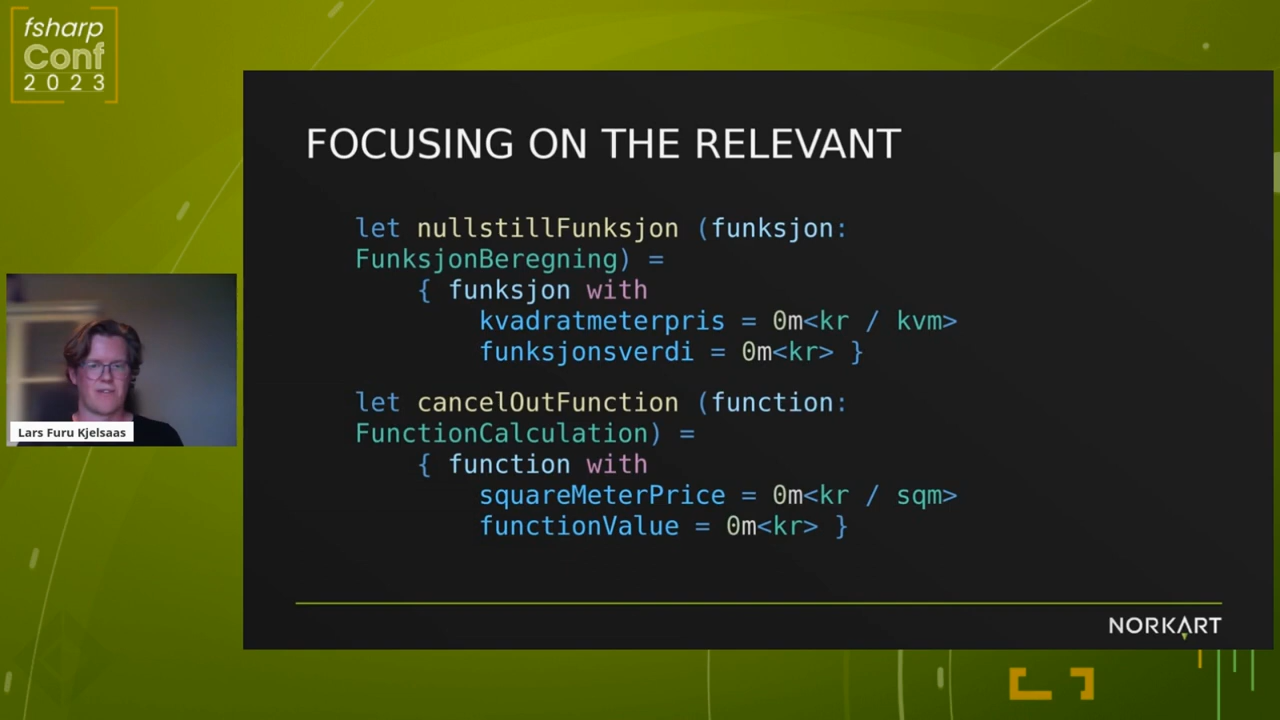 fsharp
Conf
2023
FOCUSING ON THE RELEVANT
let nullstillFunksjon (funksjon:
FunksjonBeregning) =
{ funksjon with
kvadratmeterpris = 0m<kr / kvm>
funksjonsverdi = 0m<kr> }
let cancelOutFunction (function:
FunctionCalculation) =
{ function with
squareMeterPrice = 0m<kr / sqm>
functionValue = 0m<kr> }
Lars Furu Kjelsaas
NORKART